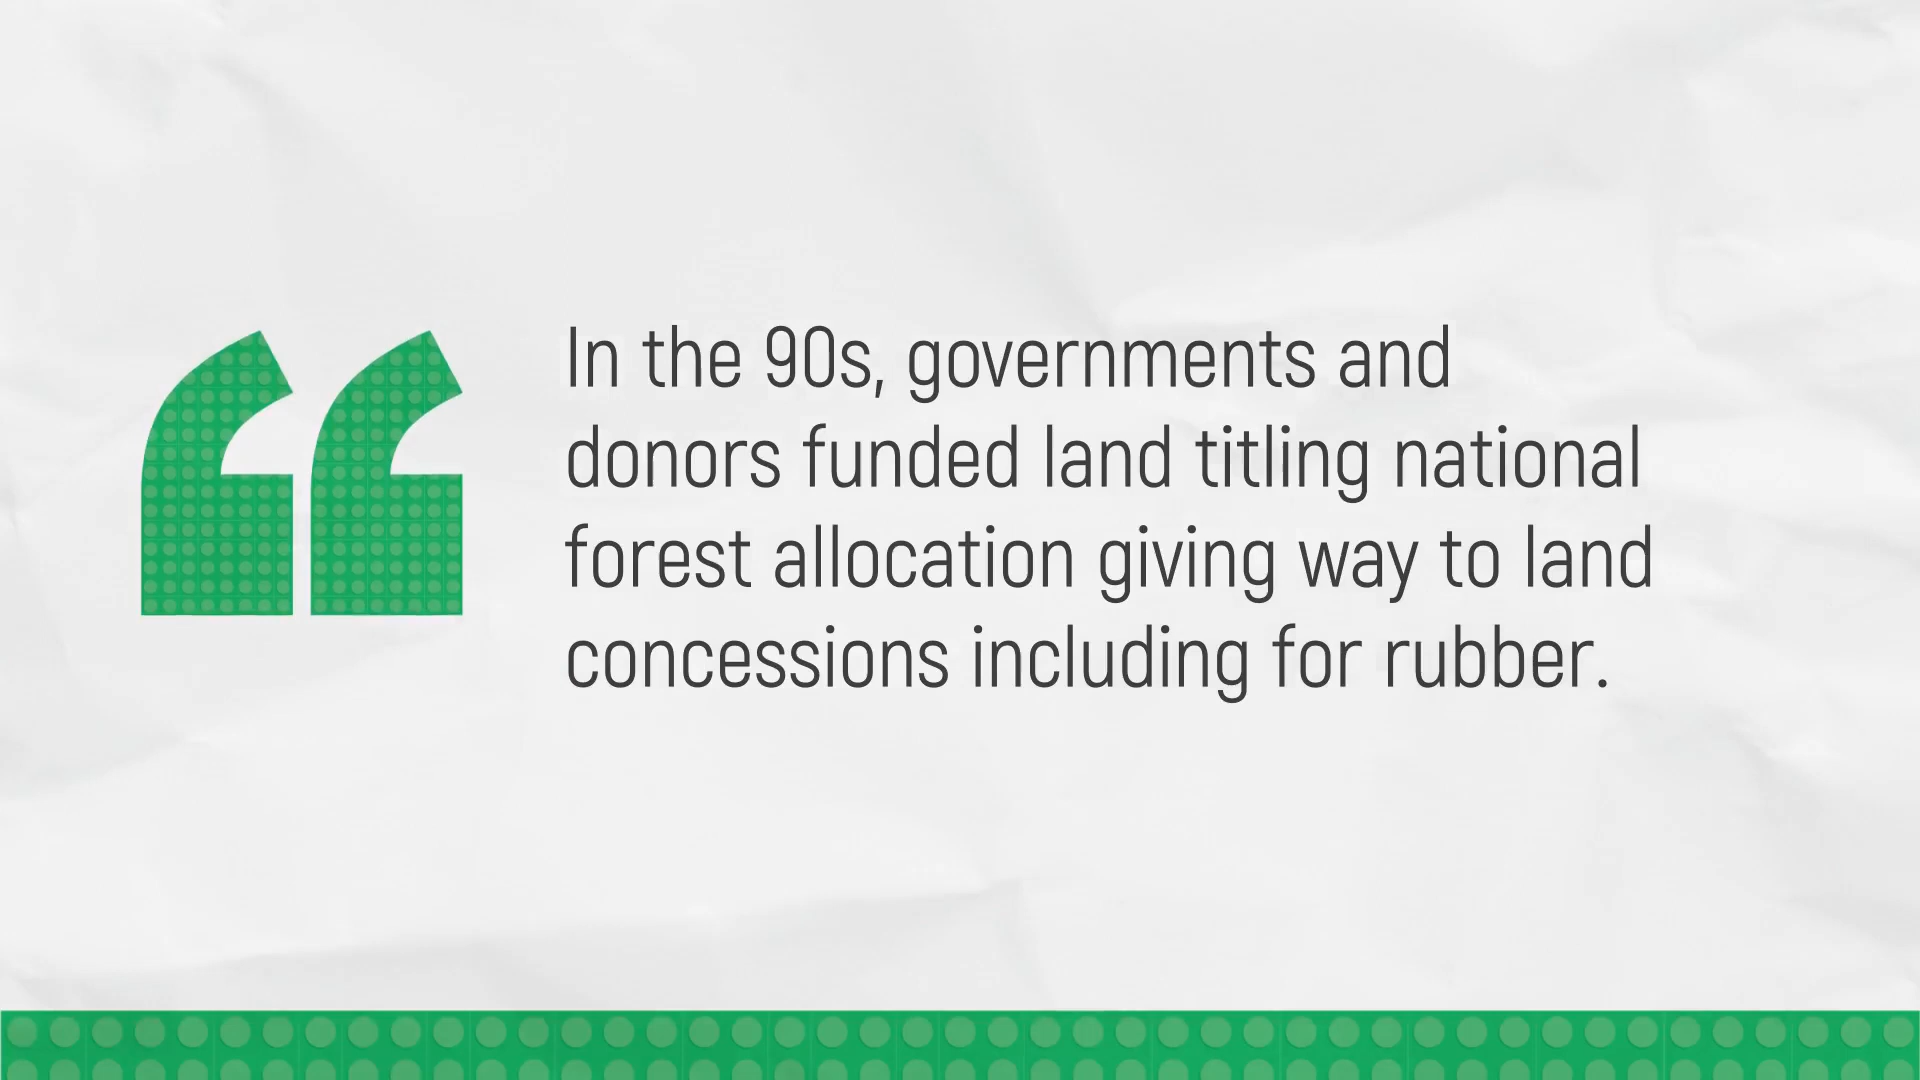 In the 90s, governments and
donors funded land titling national
forest allocation giving way to land
concessions including for rubber.